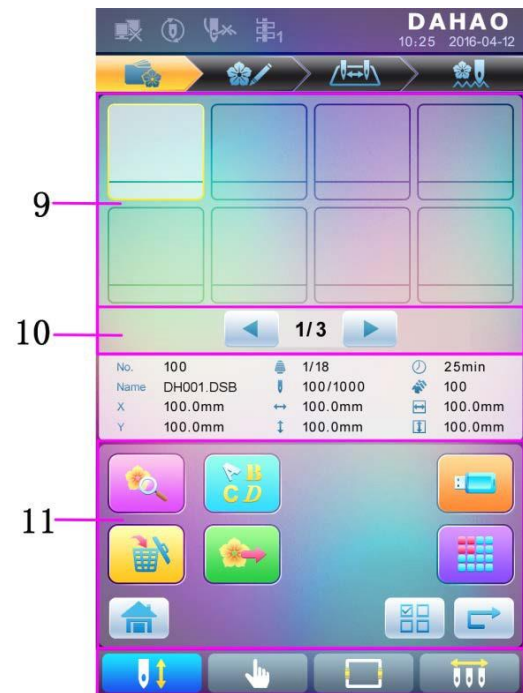 DAHAO
1
10:25 2016-04-12
9
10
1/3
No. 100 1/18 25min
Name DH001.DSB 100/1000 100
X 100.0mm 100.0mm 100.0mm
Y 100.0mm 100.0mm 100.0mm
A B
C D
11